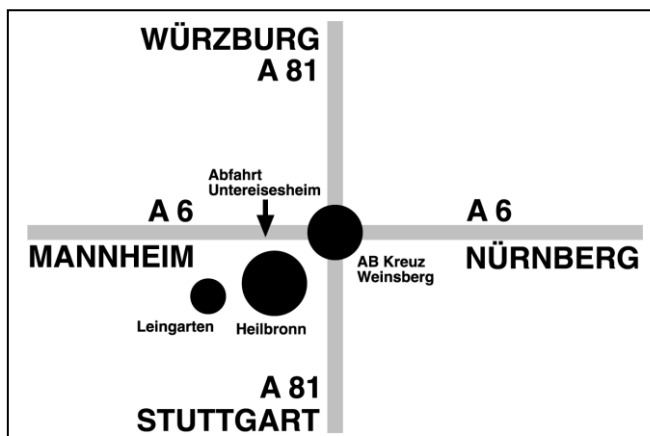 WÜRZBURG
A 81
Abfahrt
Untereisesheim
A 6
A 6
MANNHEIM
AB Kreuz
Weinsberg
NÜRNBERG
Leingarten
Heilbronn
A 81
STUTTGART